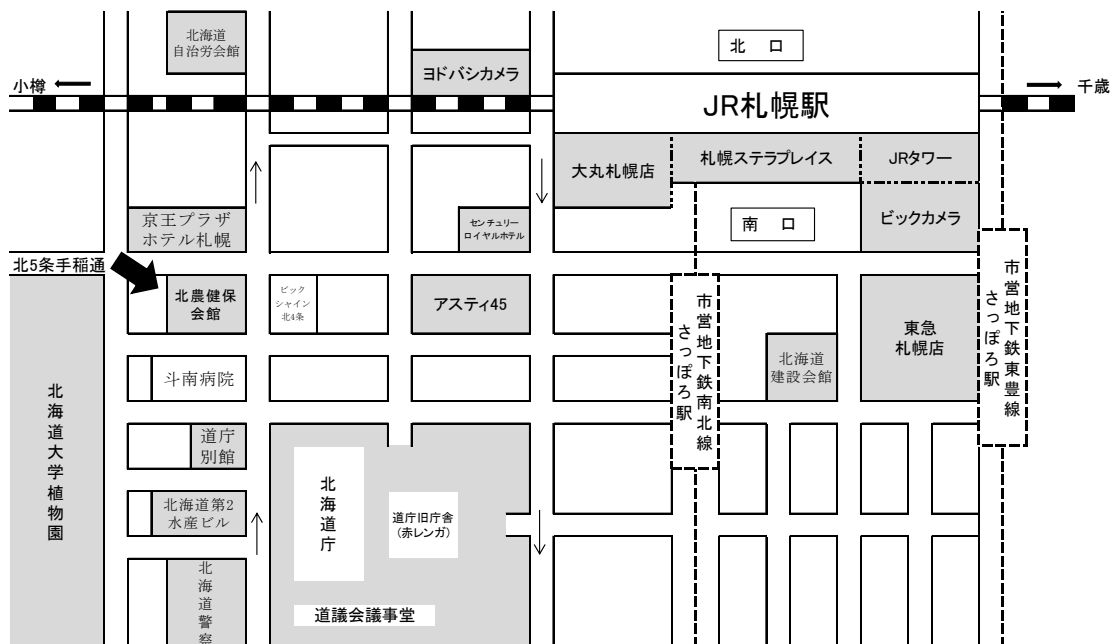 北海道
自治労会館
ヨドバシカメラ
北　口
小樽
千歳
JR札幌駅
大丸札幌店
札幌ステラプレイス
JRタワー
京王プラザ
ホテル札幌
センチュリー
ロイヤルホテル
南　口
ビックカメラ
北5条手稲通
北農健保
会館
ビック
シャイン
北4条
アスティ45
市営地下鉄南北線
さっぽろ駅
東急
札幌店
市営地下鉄東豊線
さっぽろ駅
北海道
建設会館
斗南病院
北海道大学植物園
道庁
別館
北海道第2
水産ビル
北海道庁
道庁旧庁舎
(赤レンガ)
北海道警察
道議会議事堂